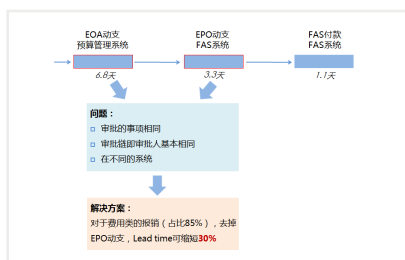 EOA动支
预算管理系统
EPO动支
FAS系统
FAS付款
FAS系统
6.8天
3.3天
1.1天
问题：
审批的事项相同
审批链即审批人基本相同
在不同的系统
解决方案：
对于费用类的报销（占比85%），去掉
EPO动支，Lead time可缩短30%